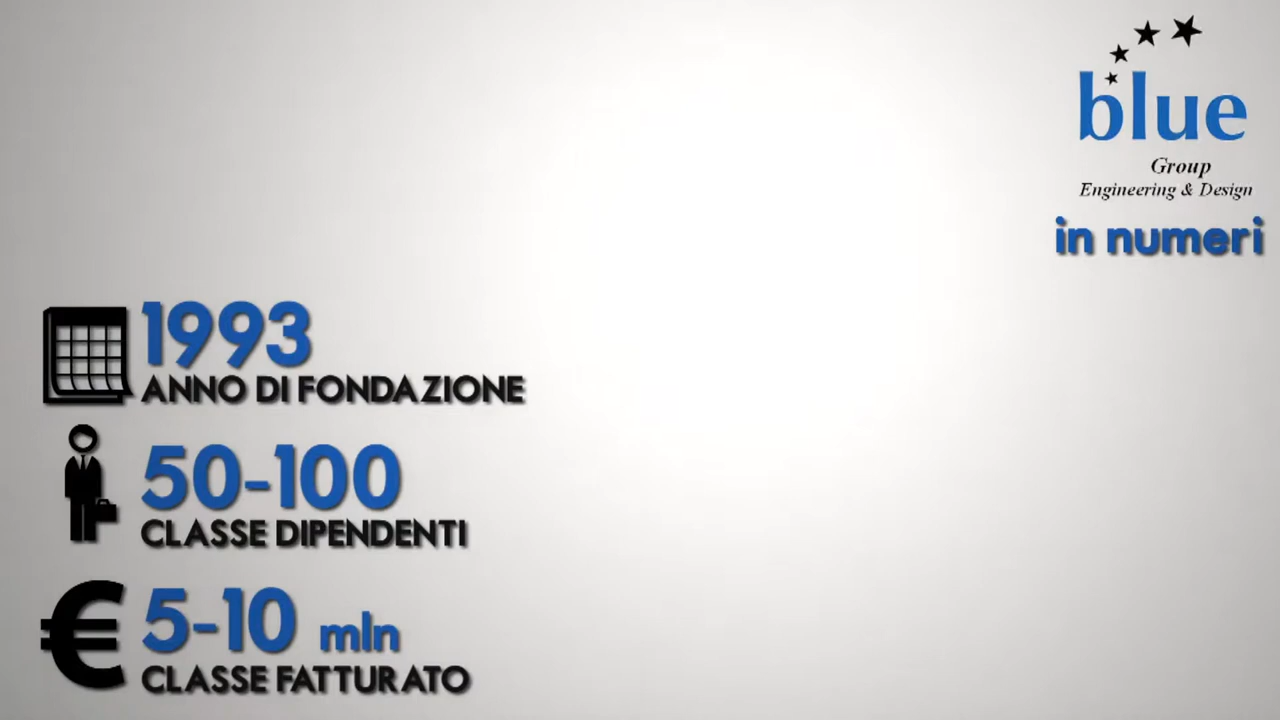 blue
Group
Engineering & Design
in numeri
1993
ANNO DI FONDAZIONE
50-100
CLASSE DIPENDENTI
€ 5-10 mln
CLASSE FATTURATO